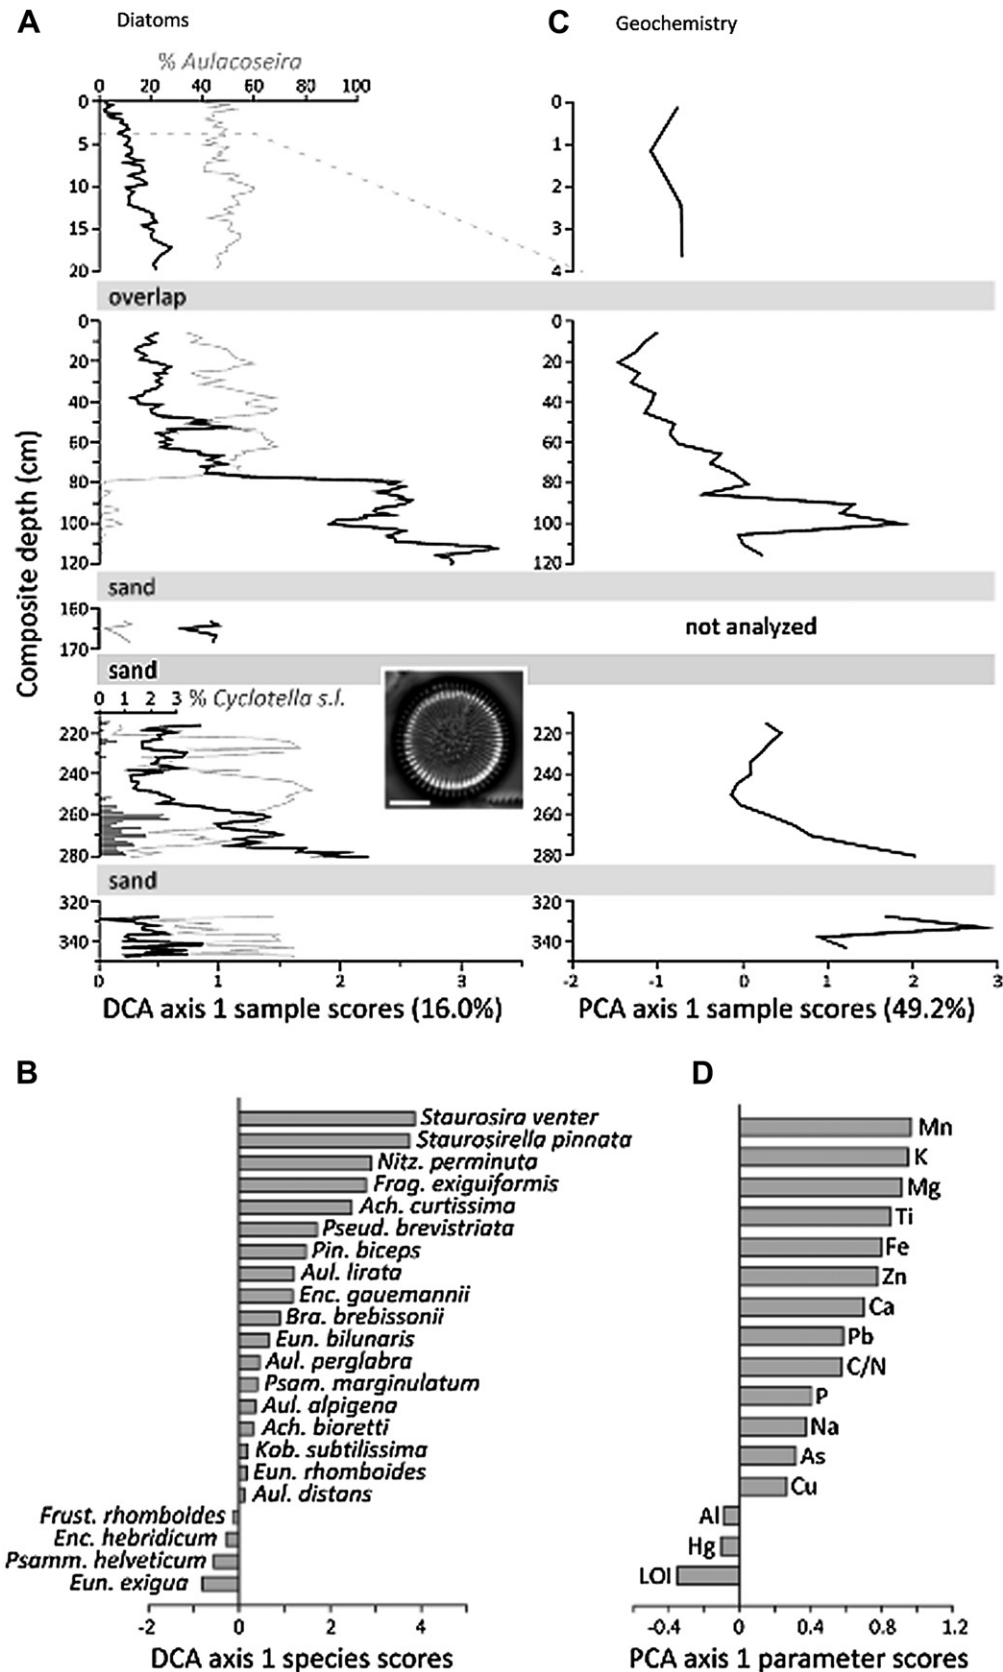 A
Diatoms
% Aulacoseira
0 20 40 60 80 100
0
5
10
15
20
C
Geochemistry
0
1
2
3
4
overlap
Composite depth (cm)
0
20
40
60
80
100
120
0
20
40
60
80
100
120
sand
160
170
not analyzed
sand
0 1 2 3 % Cyclotella s.l.
220
240
260
280
220
240
260
280
sand
320
340
320
340
0 1 2 3
DCA axis 1 sample scores (16.0%)
-2 -1 0 1 2 3
PCA axis 1 sample scores (49.2%)
B
Staurosira venter
Staurosirella pinnata
Nitz. perminuta
Frag. exiguiformis
Ach. curtissima
Pseud. brevistriata
Pin. biceps
Aul. lirata
Enc. gauemannii
Bra. brebissonii
Eun. bilunaris
Aul. perglabra
Psam. marginulatum
Aul. alpigena
Ach. bioretti
Kob. subtilissima
Eun. rhomboides
Aul. distans
Frust. rhomboides
Enc. hebridicum
Psamm. helveticum
Eun. exigua
-2 0 2 4
DCA axis 1 species scores
D
Mn
K
Mg
Ti
Fe
Zn
Ca
Pb
C/N
P
Na
As
Cu
Al
Hg
LOI
-0.4 -0 0.4 0.8 1.2
PCA axis 1 parameter scores